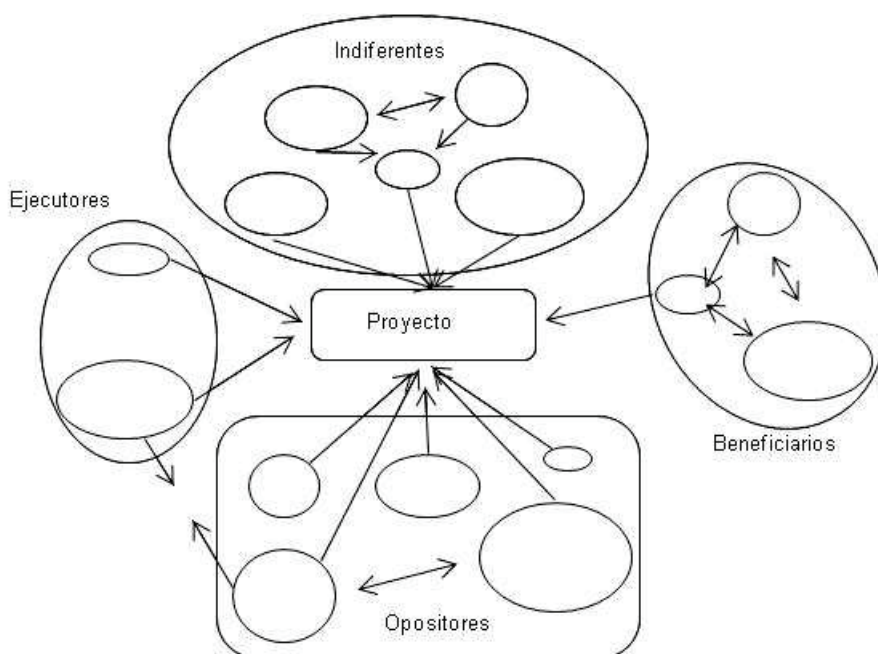 Indiferentes
Ejecutores
Proyecto
Beneficiarios
Opositores